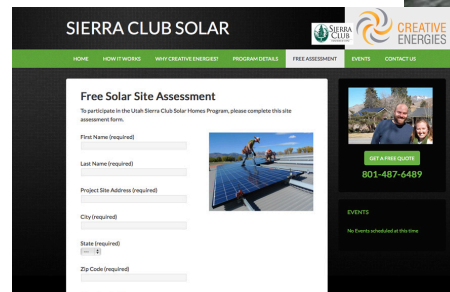 SIERRA CLUB SOLAR
SIERRA
CLUB
CREATIVE
ENERGIES
HOME HOW IT WORKS WHY CREATIVE ENERGIES? PROGRAM DETAILS FREE ASSESSMENT EVENTS CONTACT US
Free Solar Site Assessment
To participate in the Utah Sierra Club Solar Homes Program, please complete this site
assessment form.
First Name (required)
Last Name (required)
Project Site Address (required)
City (required)
State (required)
Zip Code (required)
GET A FREE QUOTE
801-487-6489
EVENTS
No Events scheduled at this time